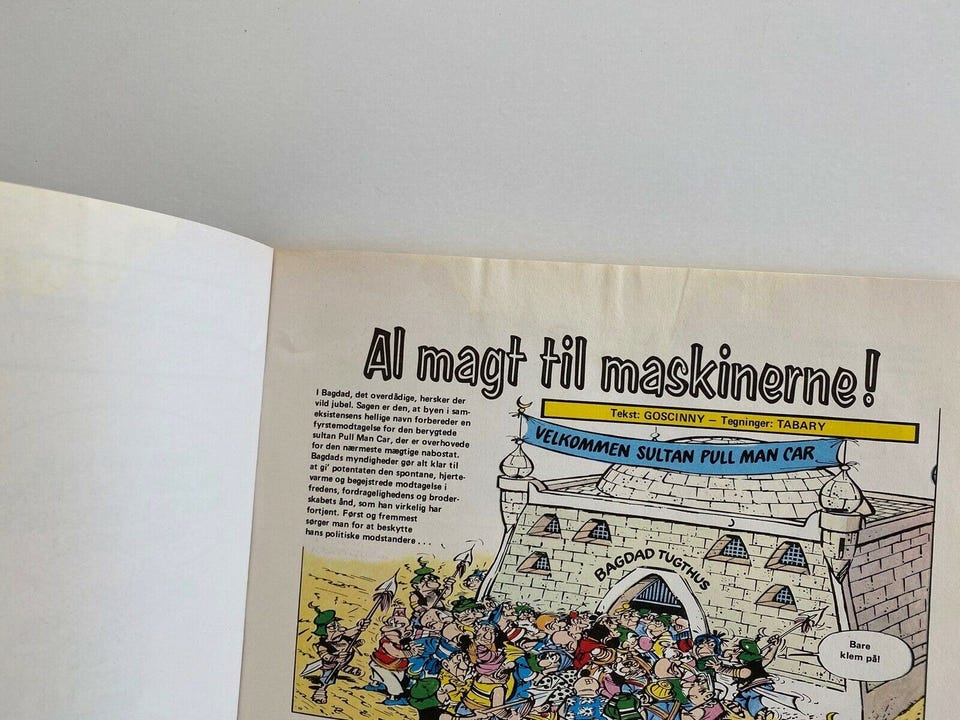 Al magt til maskinerne!
I Bagdad, det overdådige, hersker der
vild jubel. Sagen er den, at byen i sam-
eksistensens hellige navn forbereder en
fyrstemodtagelse for den berygtede
sultan Pull Man Car, der er overhovede
for den nærmeste mægtige nabostat.
Bagdads myndigheder gør alt klar til
at gi' potentaten den spontane, hjerte-
varme og begejstrede modtagelse i
fredens, fordragelighedens og broder-
skabets ånd, som han virkelig har
fortjent. Først og fremmest
sørger man for at beskytte
hans politiske modstandere . . .
Tekst: GOSCINNY – Tegninger: TABARY
VELKOMMEN SULTAN PULL MAN CAR
BAGDAD TUGTHUS
Bare
klem på!